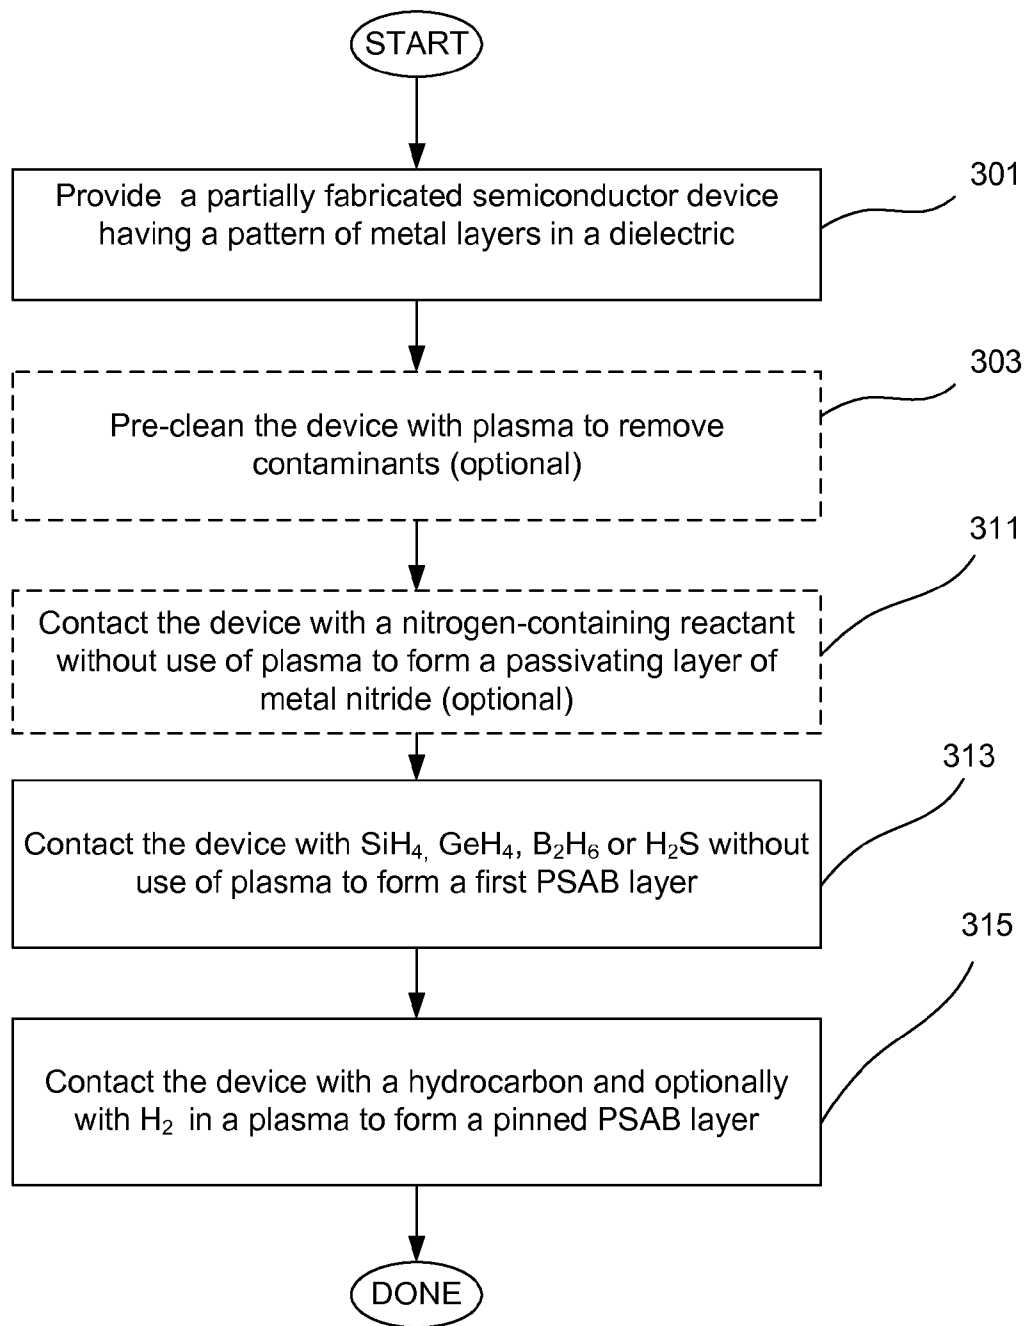 START
Provide a partially fabricated semiconductor device
having a pattern of metal layers in a dielectric
301
Pre-clean the device with plasma to remove
contaminants (optional)
303
Contact the device with a nitrogen-containing reactant
without use of plasma to form a passivating layer of
metal nitride (optional)
311
Contact the device with SiH₄, GeH₄, B₂H₆ or H₂S without
use of plasma to form a first PSAB layer
313
Contact the device with a hydrocarbon and optionally
with H₂ in a plasma to form a pinned PSAB layer
315
DONE